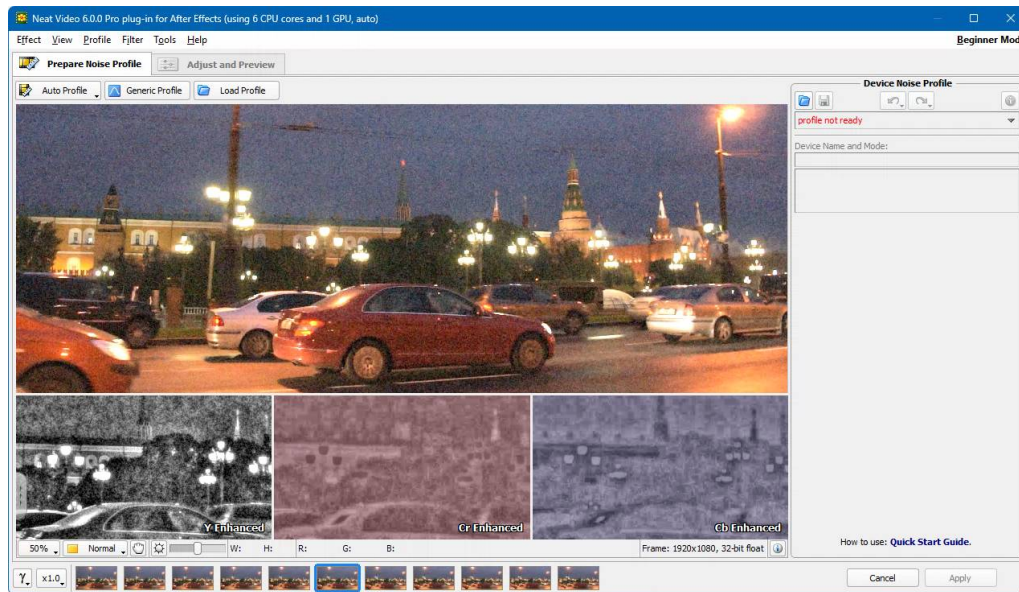 Neat Video 6.0.0 Pro plug-in for After Effects (using 6 CPU cores and 1 GPU, auto)
Effect View Profile Filter Tools Help Beginner Mod
Prepare Noise Profile Adjust and Preview
Auto Profile Generic Profile Load Profile
Device Noise Profile
profile not ready
Device Name and Mode:
Y Enhanced Cr Enhanced Cb Enhanced
How to use: Quick Start Guide.
50% Normal W: H: R: G: B: Frame: 1920x1080, 32-bit float
γ x1.0 Cancel Apply